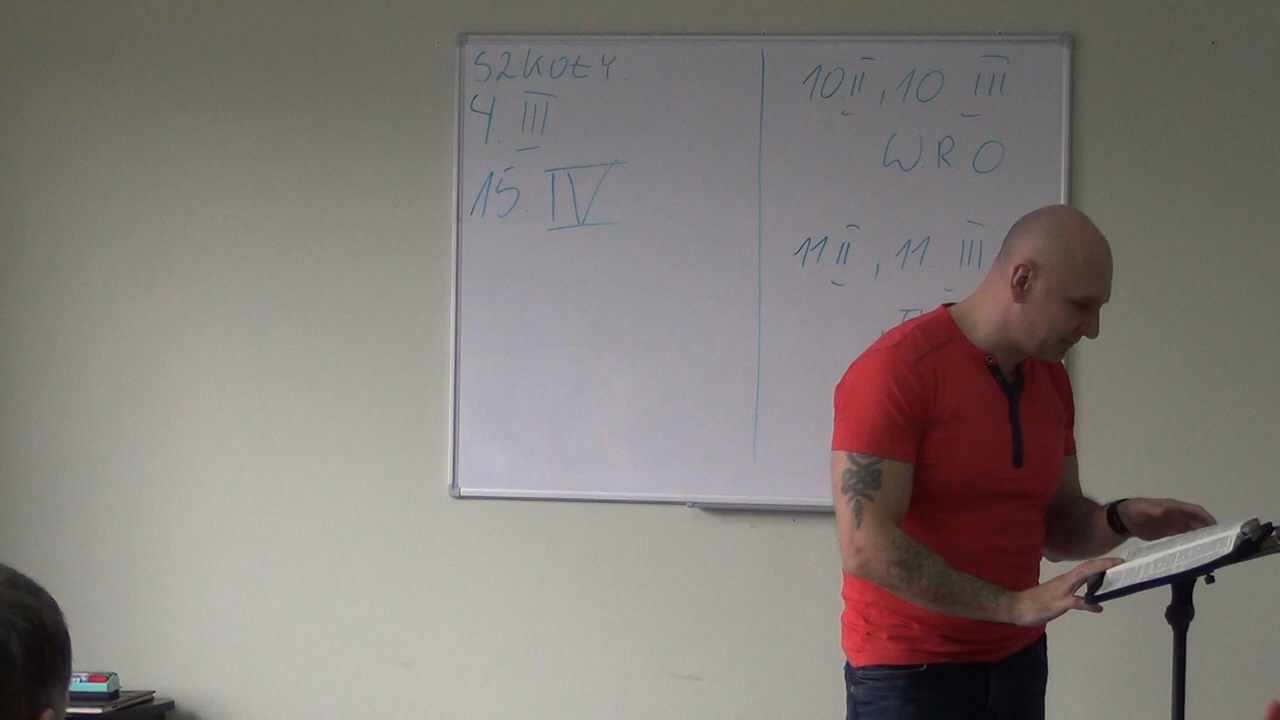 SZKOŁY.
4. III
15. IV
10.II, 10 III
W.R.O
11 II, 11. III